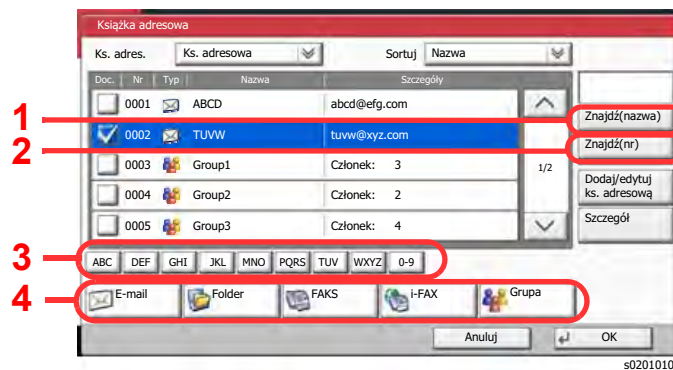 Książka adresowa
Ks. adres. Ks. adresowa Sortuj Nazwa
Doc. Nr Typ Nazwa Szczegóły
0001 ABCD abcd@efg.com
1 Znajdź(nazwa)
0002 TUVW tuvw@xyz.com
2 Znajdź(nr)
0003 Group1 Członek: 3 1/2
Dodaj/edytuj
ks. adresową
0004 Group2 Członek: 2
Szczegół
0005 Group3 Członek: 4
3 ABC DEF GHI JKL MNO PQRS TUV WXYZ 0-9
4 E-mail Folder FAKS i-FAX Grupa
Anuluj OK
s0201010